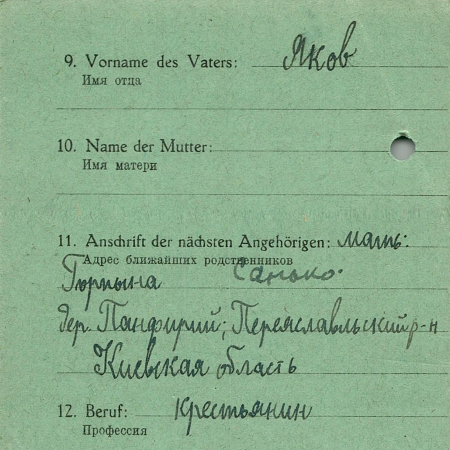 9. Vorname des Vaters: Яков
Имя отца
10. Name der Mutter:
Имя матери
11. Anschrift der nächsten Angehörigen: мать:
Адрес ближайших родственников
Горпына Санько.
дер. Панфирий; Переяславльский р-н
Киевская область
12. Beruf: крестьянин
Профессия